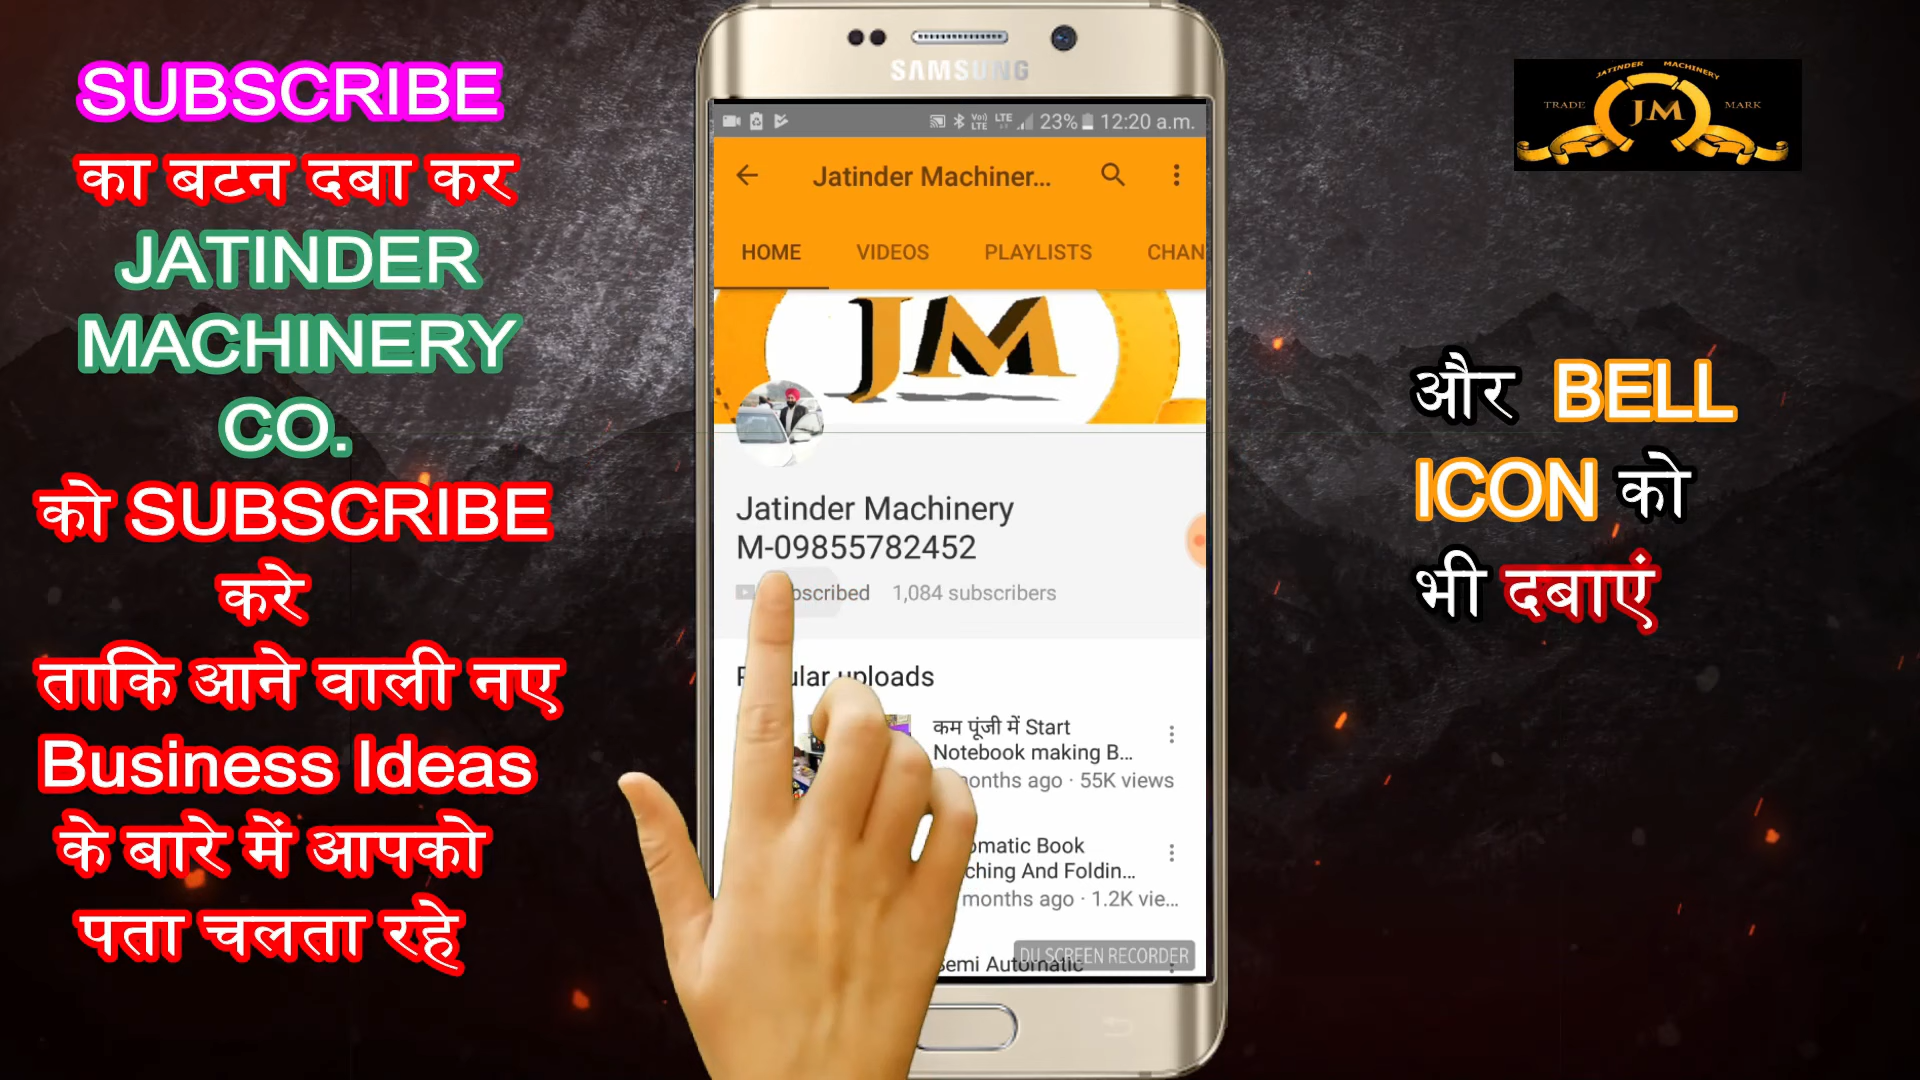 SUBSCRIBE
का बटन दबा कर
JATINDER
MACHINERY
CO.
को SUBSCRIBE
करे
ताकि आने वाली नए
Business Ideas
के बारे में आपको
पता चलता रहे
SAMSUNG
23% 12:20 a.m.
Jatinder Machiner...
HOME VIDEOS PLAYLISTS CHAN
JM
Jatinder Machinery
M-09855782452
1,084 subscribers
uploads
कम पूंजी में Start
Notebook making B...
ago · 55K views
Book
And Foldin...
months ago · 1.2K vie...
Automatic
DU SCREEN RECORDER
JATINDER MACHINERY
TRADE JM MARK
और BELL
ICON को
भी दबाएं